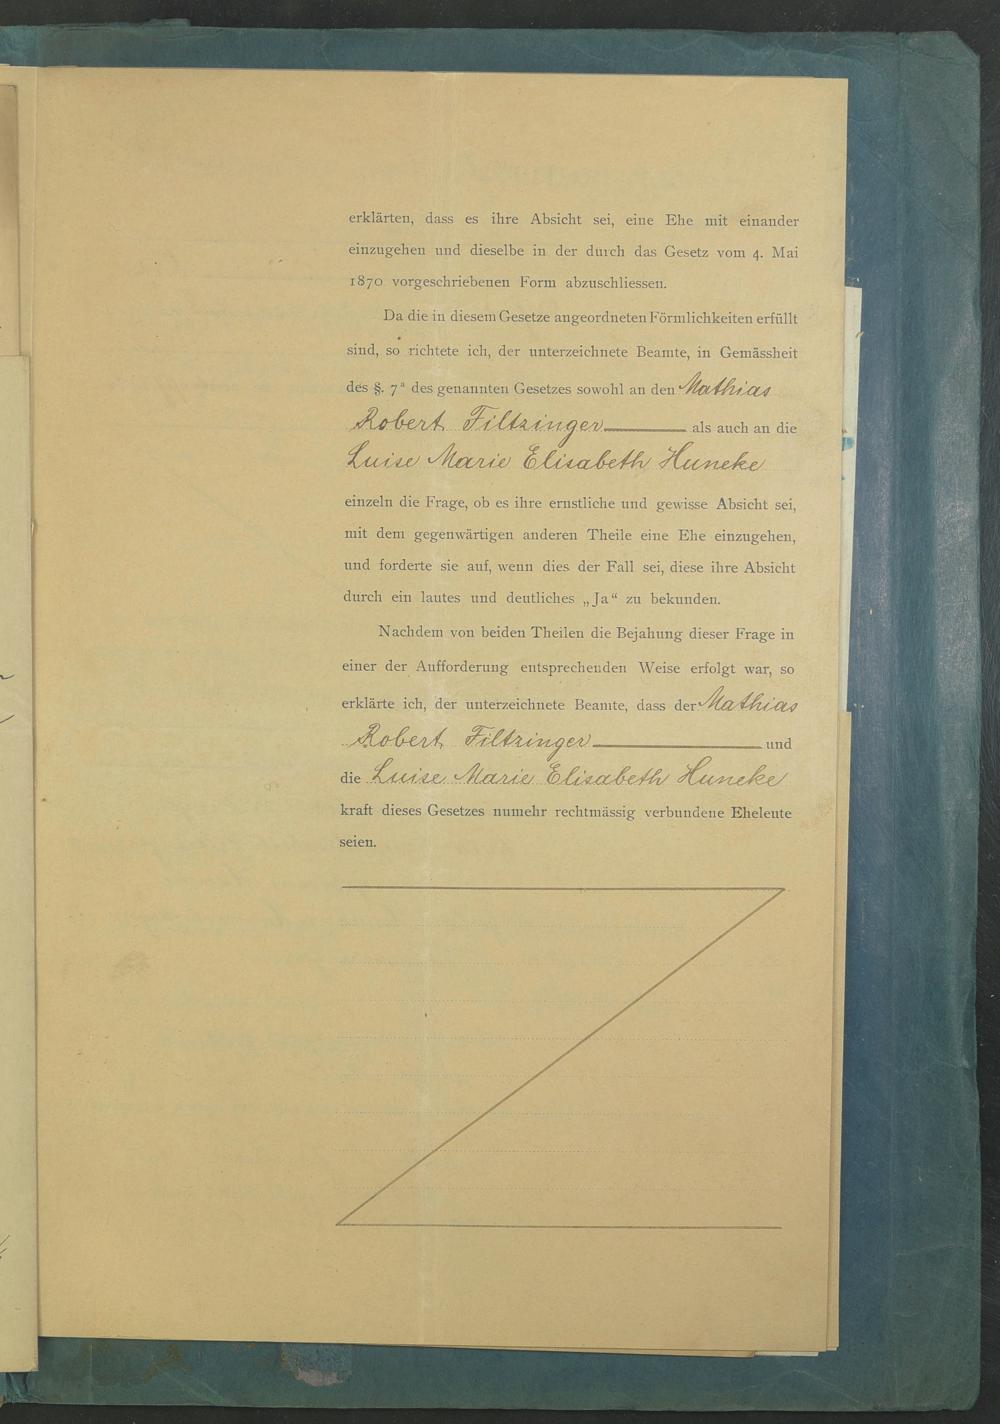 erklärten, dass es ihre Absicht sei, eine Ehe mit einander
einzugehen und dieselbe in der durch das Gesetz vom 4. Mai
1870 vorgeschriebenen Form abzuschliessen.
Da die in diesem Gesetze angeordneten Förmlichkeiten erfüllt
sind, so richtete ich, der unterzeichnete Beamte, in Gemässheit
des §. 7a des genannten Gesetzes sowohl an den Mathias
Robert Filtzinger als auch an die
Luise Marie Elisabeth Huneke
einzeln die Frage, ob es ihre ernstliche und gewisse Absicht sei,
mit dem gegenwärtigen anderen Theile eine Ehe einzugehen,
und forderte sie auf, wenn dies der Fall sei, diese ihre Absicht
durch ein lautes und deutliches „Ja“ zu bekunden.
Nachdem von beiden Theilen die Bejahung dieser Frage in
einer der Aufforderung entsprechenden Weise erfolgt war, so
erklärte ich, der unterzeichnete Beamte, dass der Mathias
Robert Filtzinger und
die Luise Marie Elisabeth Huneke
kraft dieses Gesetzes numehr rechtmässig verbundene Eheleute
seien.